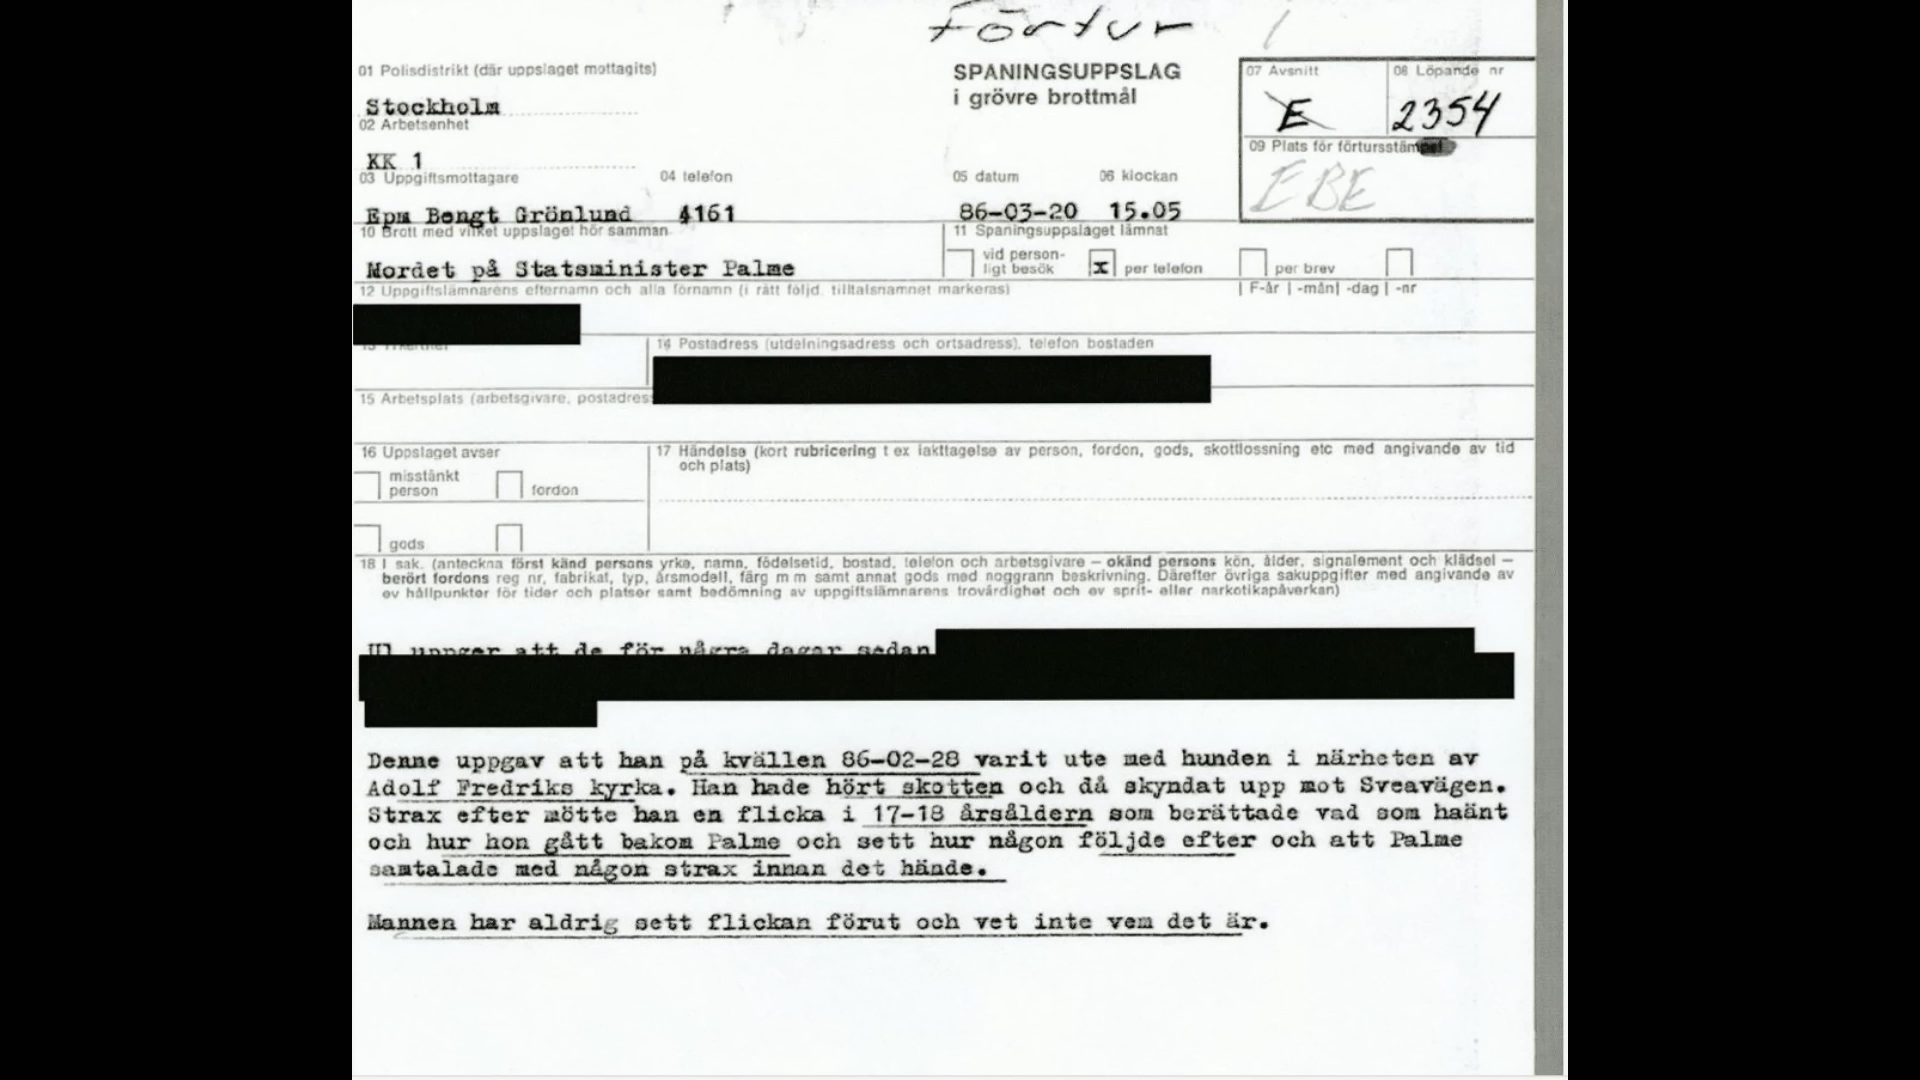 Förtur
01 Polisdistrikt (där uppslaget mottagits)
Stockholm
02 Arbetsenhet
KK 1
03 Uppgiftsmottagare 04 telefon
Epm Bengt Grönlund 4161
SPANINGSUPPSLAG
i grövre brottmål
05 datum 06 klockan
86-03-20 15.05
07 Avsnitt 08 Löpande nr
E 2354
09 Plats för förtursstämpel
EBE
10 Brott med vilket uppslaget hör samman
Mordet på Statsminister Palme
11 Spaningsuppslaget lämnat
vid person-
ligt besök x per telefon per brev
12 Uppgiftslämnarens efternamn och alla förnamn (i rätt följd. tilltalsnamnet markeras) | F-år | -mån| -dag | -nr
14 Postadress (utdelningsadress och ortsadress), telefon bostaden
15 Arbetsplats (arbetsgivare, postadress
16 Uppslaget avser
misstänkt
person fordon
gods
17 Händelse (kort rubricering t ex iakttagelse av person, fordon, gods, skottlossning etc med angivande av tid
och plats)
18 I sak. (anteckna först känd persons yrke, namn, födelsetid, bostad, telefon och arbetsgivare — okänd persons kön, ålder, signalement och klädsel —
berört fordons reg nr, fabrikat, typ, årsmodell, färg m m samt annat gods med noggrann beskrivning. Därefter övriga sakuppgifter med angivande av
ev hållpunkter för tider och platser samt bedömning av uppgiftslämnarens trovärdighet och ev sprit- eller narkotikapåverkan)
Ul uppger att de för några dagar sedan
Denne uppgav att han på kvällen 86-02-28 varit ute med hunden i närheten av
Adolf Fredriks kyrka. Han hade hört skotten och då skyndat upp mot Sveavägen.
Strax efter mötte han en flicka i 17-18 årsåldern som berättade vad som haänt
och hur hon gått bakom Palme och sett hur någon följde efter och att Palme
samtalade med någon strax innan det hände.
Mannen har aldrig sett flickan förut och vet inte vem det är.